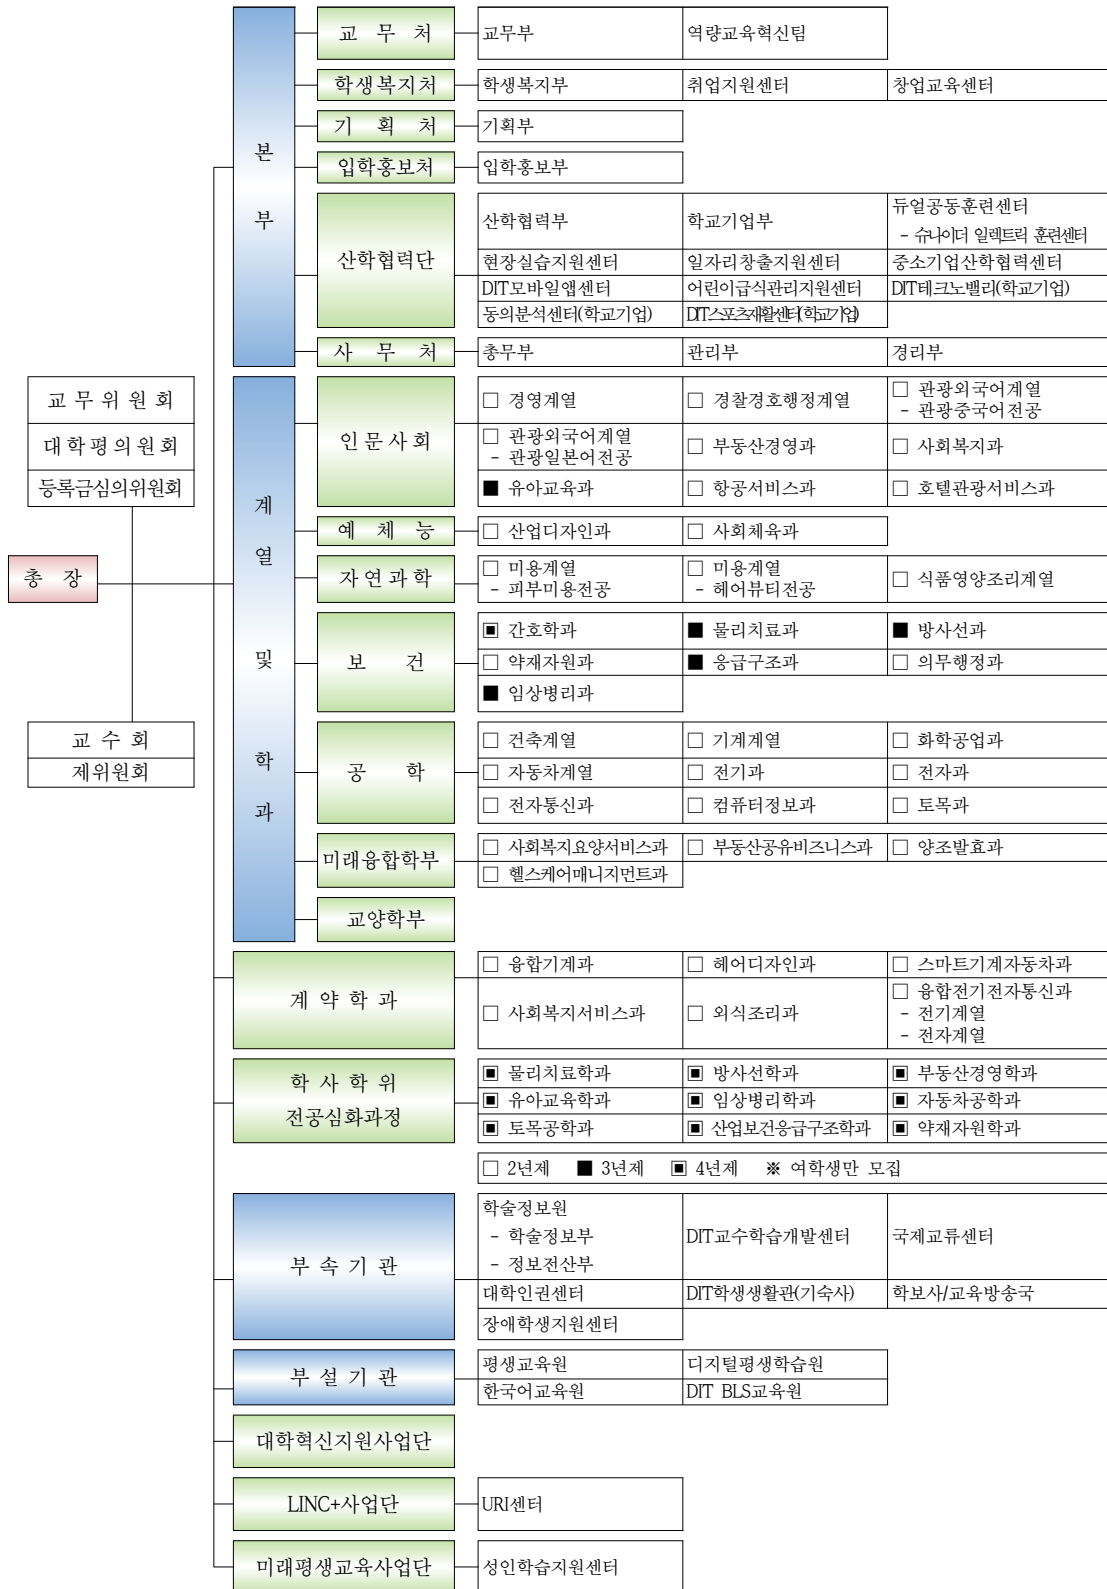 본부
교 무 처
교무부
역량교육혁신팀
학생복지처
학생복지부
취업지원센터
창업교육센터
기 획 처
기획부
입학홍보처
입학홍보부
산학협력단
산학협력부
학교기업부
듀얼공동훈련센터
- 슈나이더 일렉트릭 훈련센터
현장실습지원센터
일자리창출지원센터
중소기업산학협력센터
DIT모바일앱센터
어린이급식관리지원센터
DIT테크노밸리(학교기업)
동의분석센터(학교기업)
DIT스포츠재활센터(학교기업)
사 무 처
총무부
관리부
경리부
교 무 위 원 회
대 학 평 의 원 회
등록금심의위원회
총 장
교 수 회
제위원회
계열 및 학과
인 문 사 회
□ 경영계열
□ 경찰경호행정계열
□ 관광외국어계열
- 관광중국어전공
□ 관광외국어계열
- 관광일본어전공
□ 부동산경영과
□ 사회복지과
■ 유아교육과
□ 항공서비스과
□ 호텔관광서비스과
예 체 능
□ 산업디자인과
□ 사회체육과
자 연 과 학
□ 미용계열
- 피부미용전공
□ 미용계열
- 헤어뷰티전공
□ 식품영양조리계열
보 건
▣ 간호학과
■ 물리치료과
■ 방사선과
□ 약재자원과
■ 응급구조과
□ 의무행정과
■ 임상병리과
공 학
□ 건축계열
□ 기계계열
□ 화학공업과
□ 자동차계열
□ 전기과
□ 전자과
□ 전자통신과
□ 컴퓨터정보과
□ 토목과
미래융합학부
□ 사회복지요양서비스과
□ 부동산공유비즈니스과
□ 양조발효과
□ 헬스케어매니지먼트과
교양학부
계 약 학 과
□ 융합기계과
□ 헤어디자인과
□ 스마트기계자동차과
□ 사회복지서비스과
□ 외식조리과
□ 융합전기전자통신과
- 전기계열
- 전자계열
학 사 학 위
전공심화과정
▣ 물리치료학과
▣ 방사선학과
▣ 부동산경영학과
▣ 유아교육학과
▣ 임상병리학과
▣ 자동차공학과
▣ 토목공학과
▣ 산업보건응급구조학과
▣ 약재자원학과
□ 2년제 ■ 3년제 ▣ 4년제 ※ 여학생만 모집
부 속 기 관
학술정보원
- 학술정보부
- 정보전산부
DIT교수학습개발센터
국제교류센터
대학인권센터
DIT학생생활관(기숙사)
학보사/교육방송국
장애학생지원센터
부 설 기 관
평생교육원
디지털평생학습원
한국어교육원
DIT BLS교육원
대학혁신지원사업단
LINC+사업단
URI센터
미래평생교육사업단
성인학습지원센터